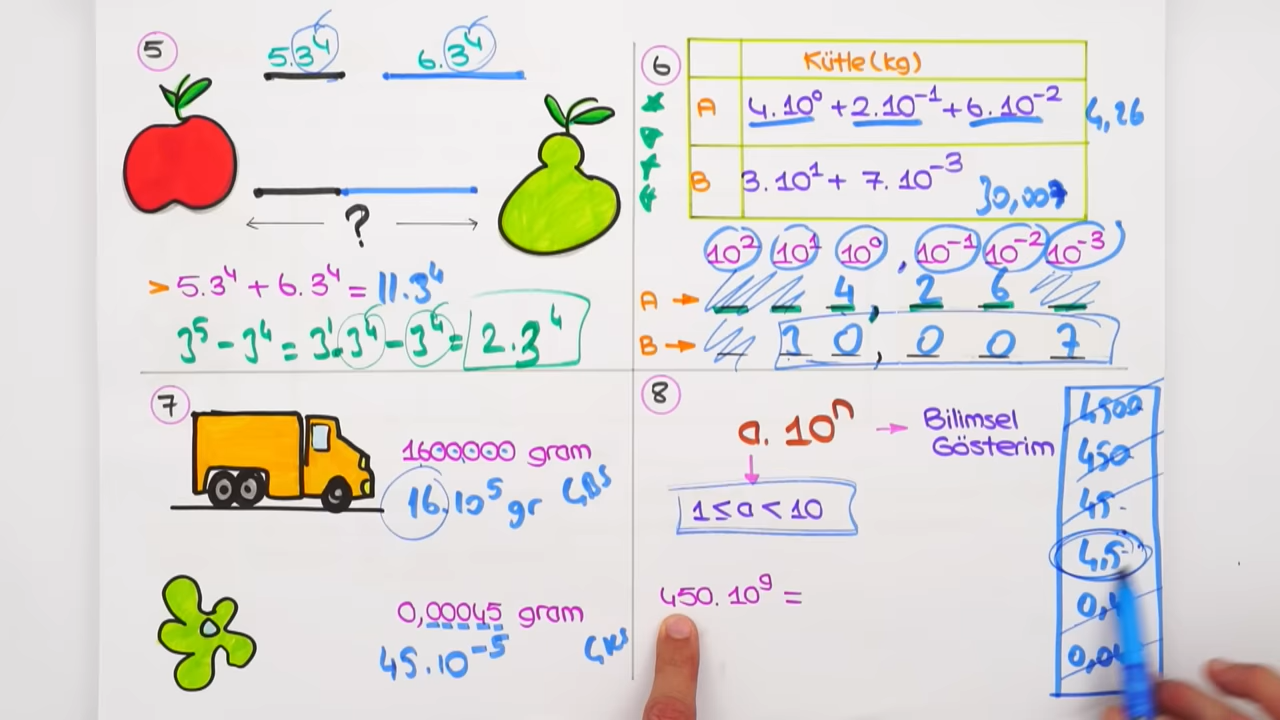 5
5.3⁴ 6.3⁴
?
> 5.3⁴ + 6.3⁴ = 11.3⁴
3⁵ - 3⁴ = 3¹.3⁴ - 3⁴ = 2.3⁴
6
Kütle (kg)
A 4.10⁰ + 2.10⁻¹ + 6.10⁻² 4,26
B 3.10¹ + 7.10⁻³ 30,007
10² 10¹ 10⁰ , 10⁻¹ 10⁻² 10⁻³
A → 4 , 2 6
B → 3 0 , 0 0 7
7
1600000 gram
16.10⁵ gr ÇBS
0,00045 gram
45.10⁻⁵ ÇKS
8
a.10ⁿ → Bilimsel
Gösterim
1 ≤ a < 10
450.10⁹ =
4500
450
45
4,5